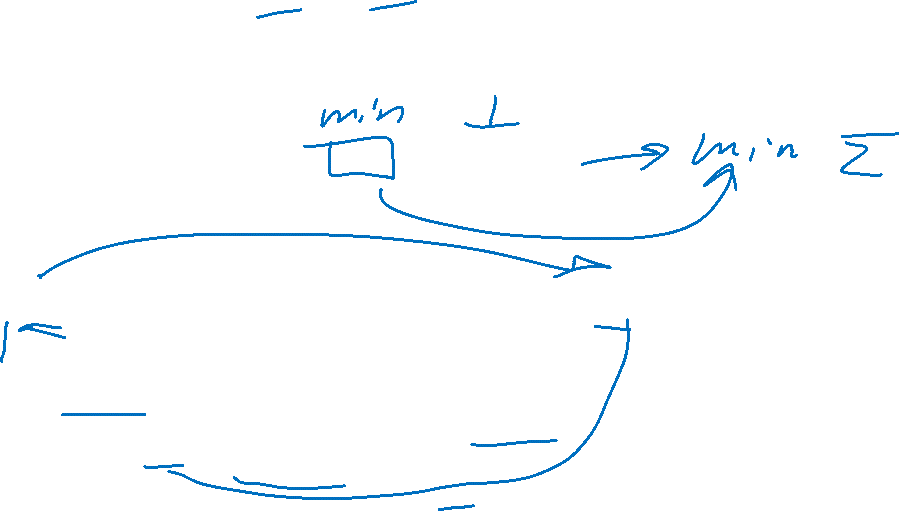 min ⊥
→ min Σ